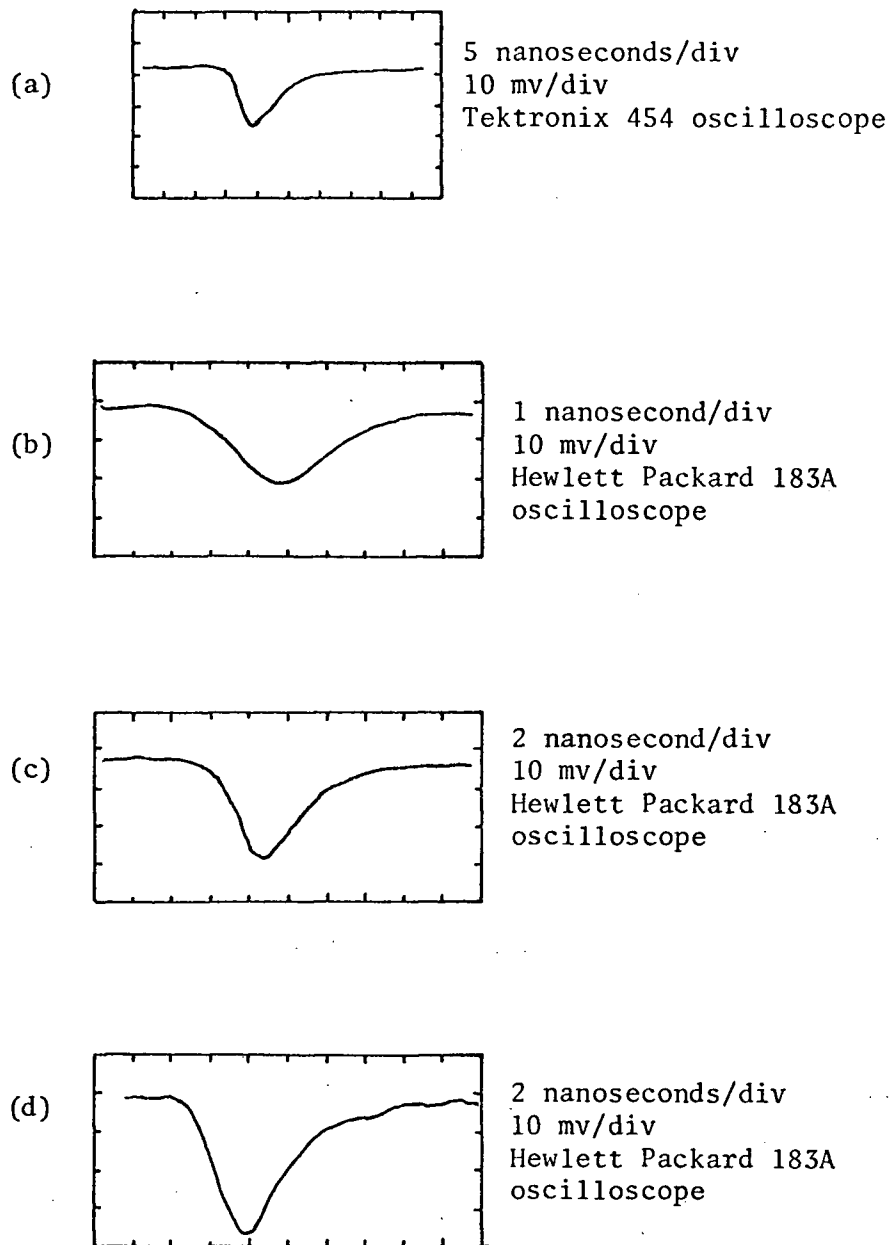 (a)
5 nanoseconds/div
10 mv/div
Tektronix 454 oscilloscope
(b)
1 nanosecond/div
10 mv/div
Hewlett Packard 183A
oscilloscope
(c)
2 nanosecond/div
10 mv/div
Hewlett Packard 183A
oscilloscope
(d)
2 nanoseconds/div
10 mv/div
Hewlett Packard 183A
oscilloscope